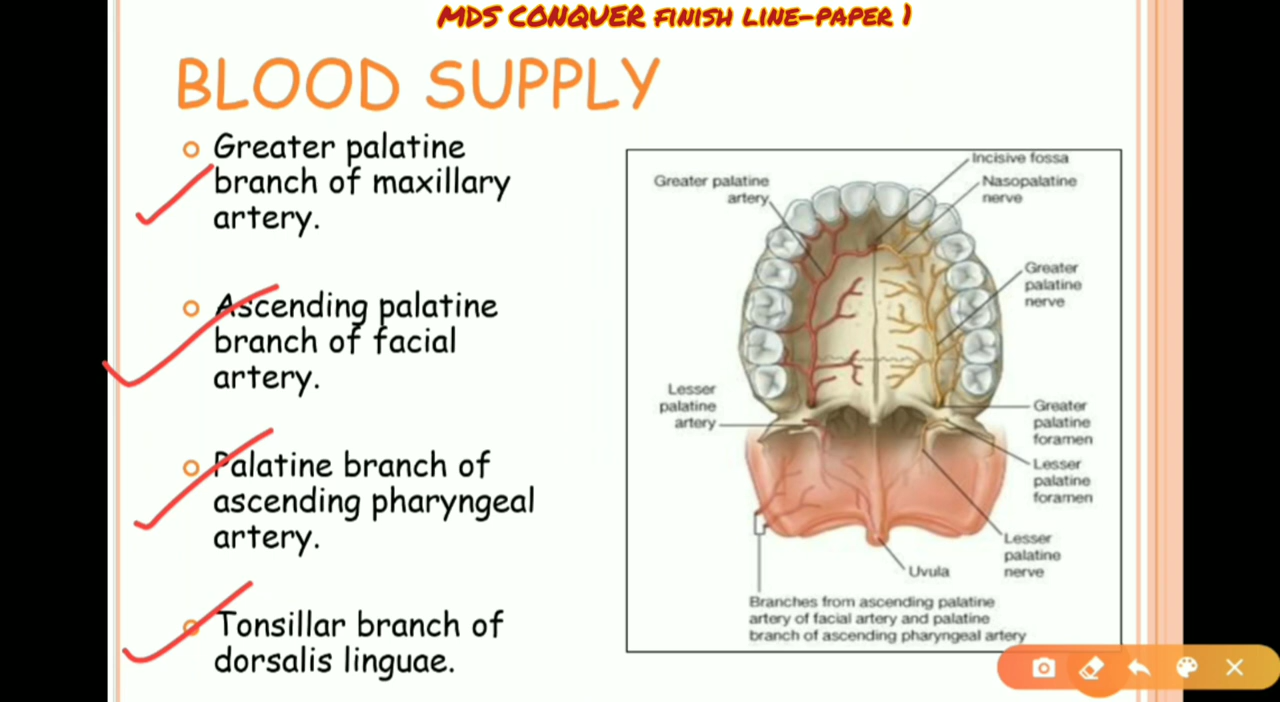 MDS CONQUER FINISH LINE-PAPER 1
BLOOD SUPPLY
Greater palatine
branch of maxillary
artery.
Ascending palatine
branch of facial
artery.
Palatine branch of
ascending pharyngeal
artery.
Tonsillar branch of
dorsalis linguae.
Incisive fossa
Greater palatine
artery
Nasopalatine
nerve
Greater
palatine
nerve
Lesser
palatine
artery
Greater
palatine
foramen
Lesser
palatine
foramen
Lesser
palatine
nerve
Uvula
Branches from ascending palatine
artery of facial artery and palatine
branch of ascending pharyngeal artery